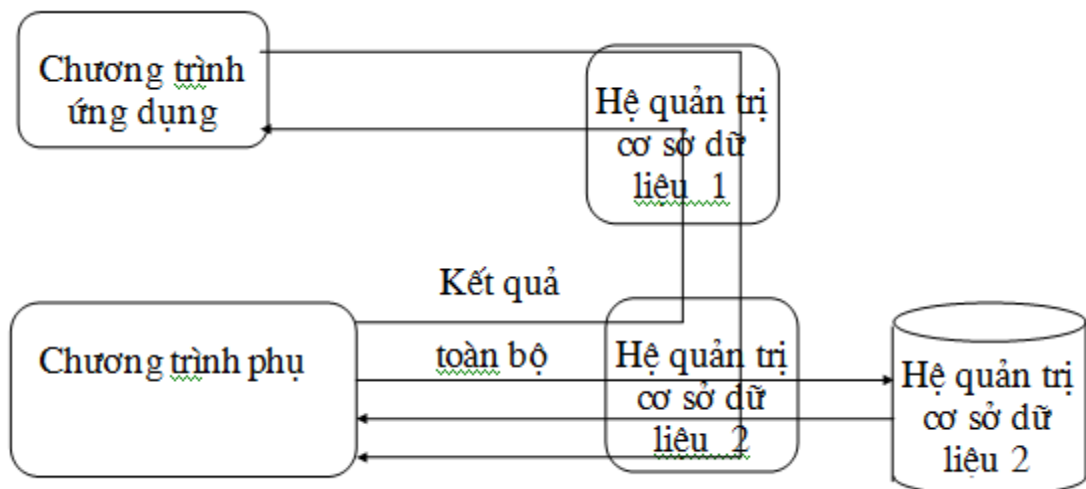 Chương trình
ứng dụng
Hệ quản trị
cơ sở dữ
liệu 1
Kết quả
toàn bộ
Chương trình phụ
Hệ quản trị
cơ sở dữ
liệu 2
Hệ quản trị
cơ sở dữ
liệu 2